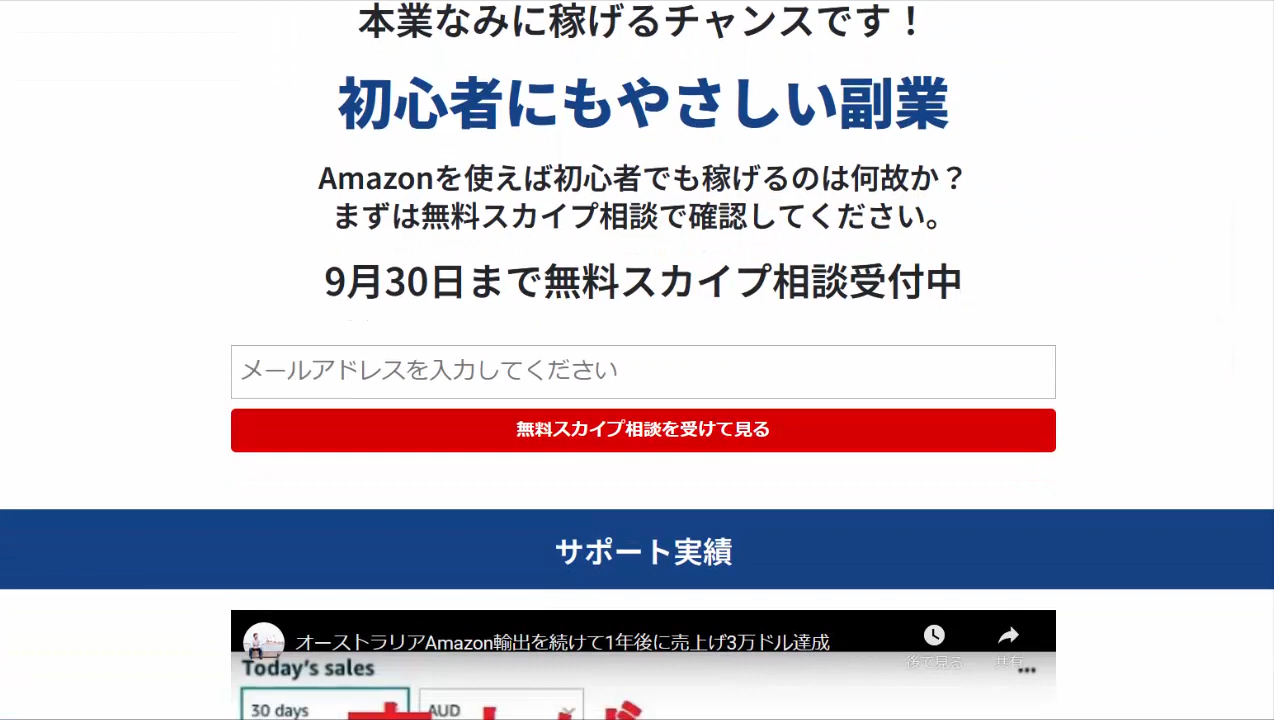 本業なみに稼げるチャンスです！
初心者にもやさしい副業
Amazonを使えば初心者でも稼げるのは何故か？
まずは無料スカイプ相談で確認してください。
9月30日まで無料スカイプ相談受付中
メールアドレスを入力してください
無料スカイプ相談を受けて見る
サポート実績
オーストラリアAmazon輸出を続けて1年後に売上げ3万ドル達成
後で見る
共有
Today's sales
30 days
AUD